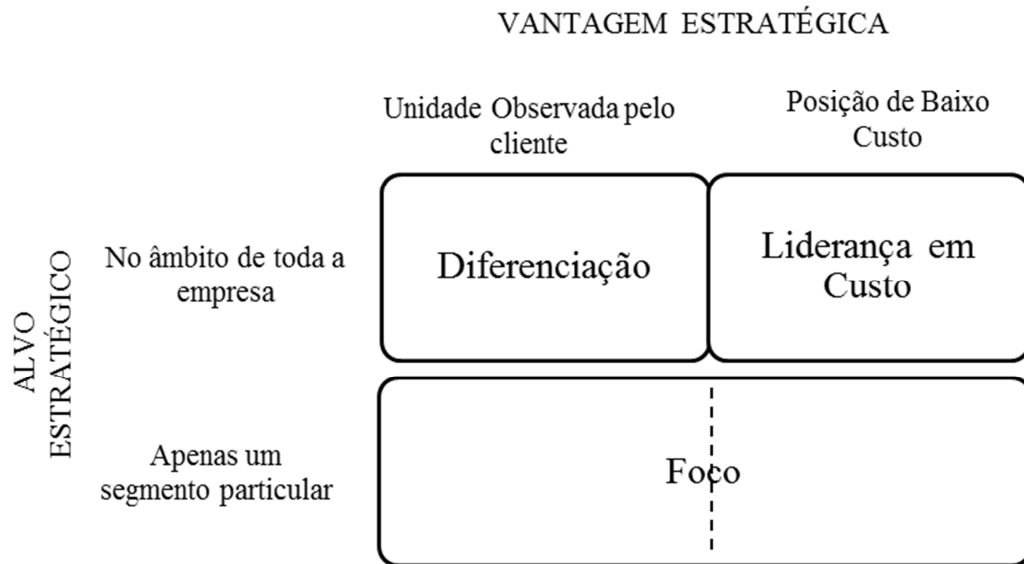 VANTAGEM ESTRATÉGICA
Unidade Observada pelo
cliente
Posição de Baixo
Custo
ALVO
ESTRATÉGICO
No âmbito de toda a
empresa
Diferenciação
Liderança em
Custo
Apenas um
segmento particular
Foco